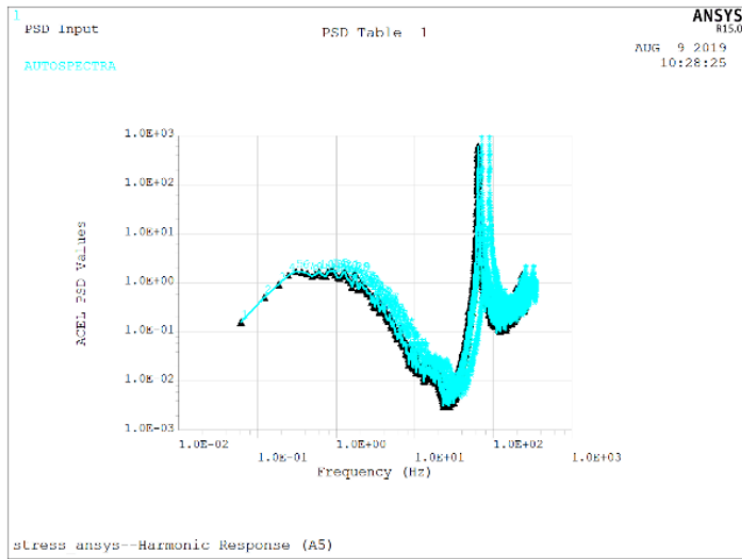 1
ANSYS
R15.0
PSD Input
PSD Table 1
AUG 9 2019
10:28:25
AUTOSPECTRA
1.0E+03
1.0E+02
1.0E+01
1.0E+00
1.0E-01
1.0E-02
1.0E-03
ACEL PSD Values
1.0E-02
1.0E-01
1.0E+00
1.0E+01
1.0E+02
1.0E+03
Frequency (Hz)
stress ansys--Harmonic Response (A5)